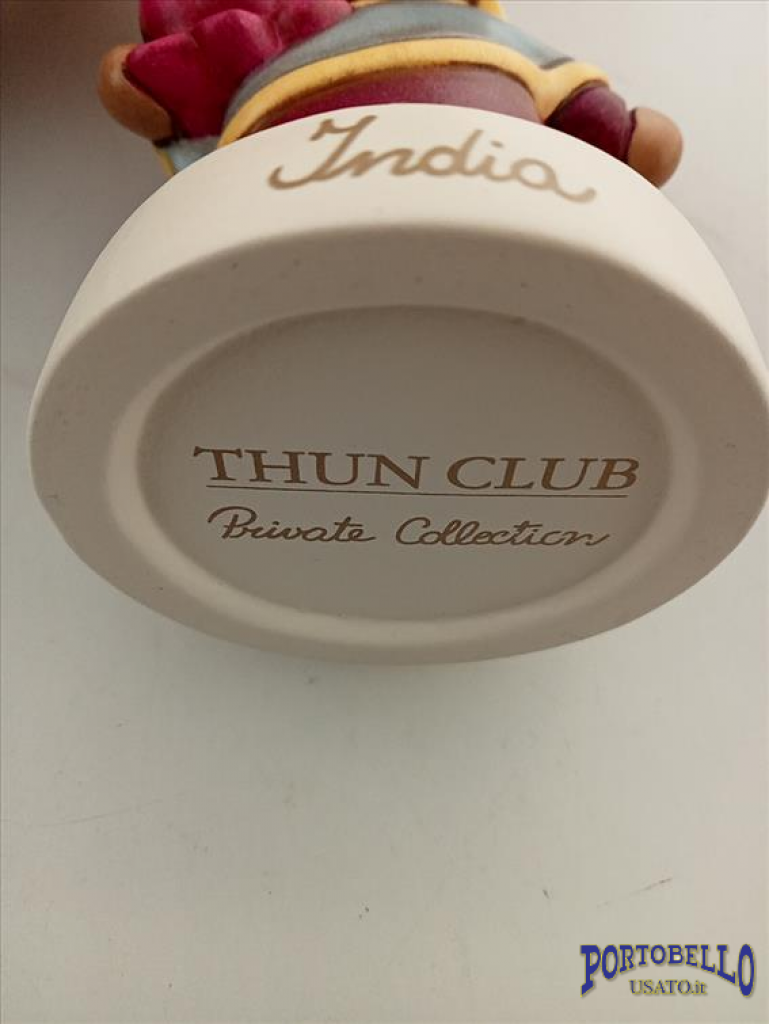 India
THUN CLUB
Private Collection
PORTOBELLO
USATO.it